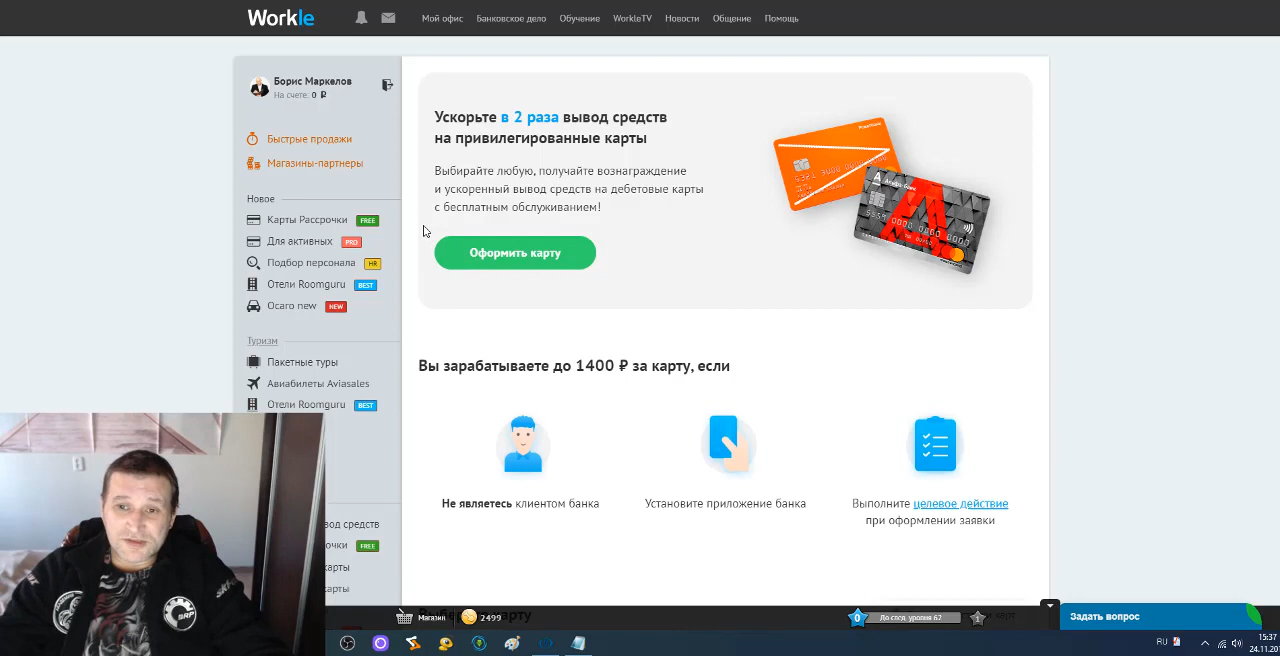 Workle
Мой офис
Банковское дело
Обучение
WorkleTV
Новости
Общение
Помощь
Борис Маркелов
На счете: 0 ₽
Быстрые продажи
Магазины-партнеры
Новое
Карты Рассрочки FREE
Для активных PRO
Подбор персонала HR
Отели Roomguru BEST
Осаго new NEW
Туризм
Пакетные туры
Авиабилеты Aviasales
Отели Roomguru BEST
вод средств
очки FREE
карты
карты
Ускорьте в 2 раза вывод средств
на привилегированные карты
Выбирайте любую, получайте вознаграждение
и ускоренный вывод средств на дебетовые карты
с бесплатным обслуживанием!
Оформить карту
Альфа·Банк
Вы зарабатываете до 1400 ₽ за карту, если
Не являетесь клиентом банка
Установите приложение банка
Выполните целевое действие
при оформлении заявки
Магазин
2499
0
До след. уровня 62
1
Задать вопрос
RU
15:37
24.11.20